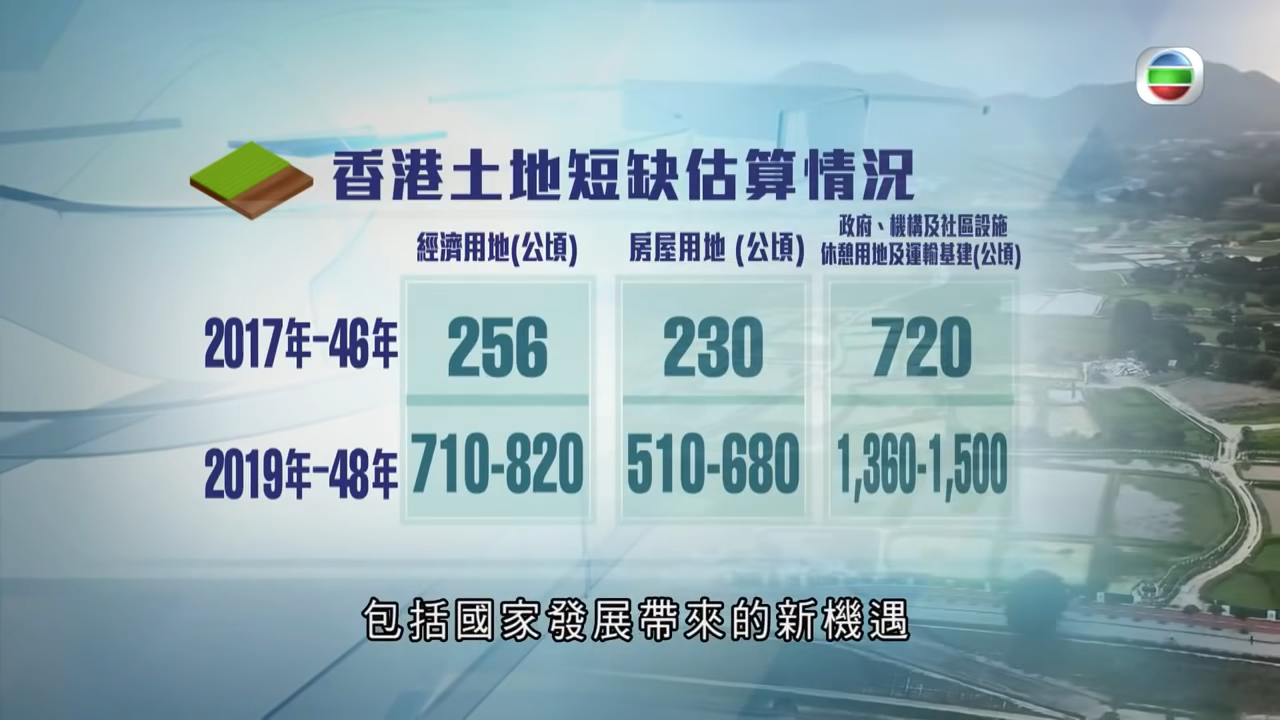 香港土地短缺估算情況
經濟用地(公頃)
房屋用地 (公頃)
政府、機構及社區設施
休憩用地及運輸基建(公頃)
2017年-46年 256 230 720
2019年-48年 710-820 510-680 1,360-1,500
包括國家發展帶來的新機遇